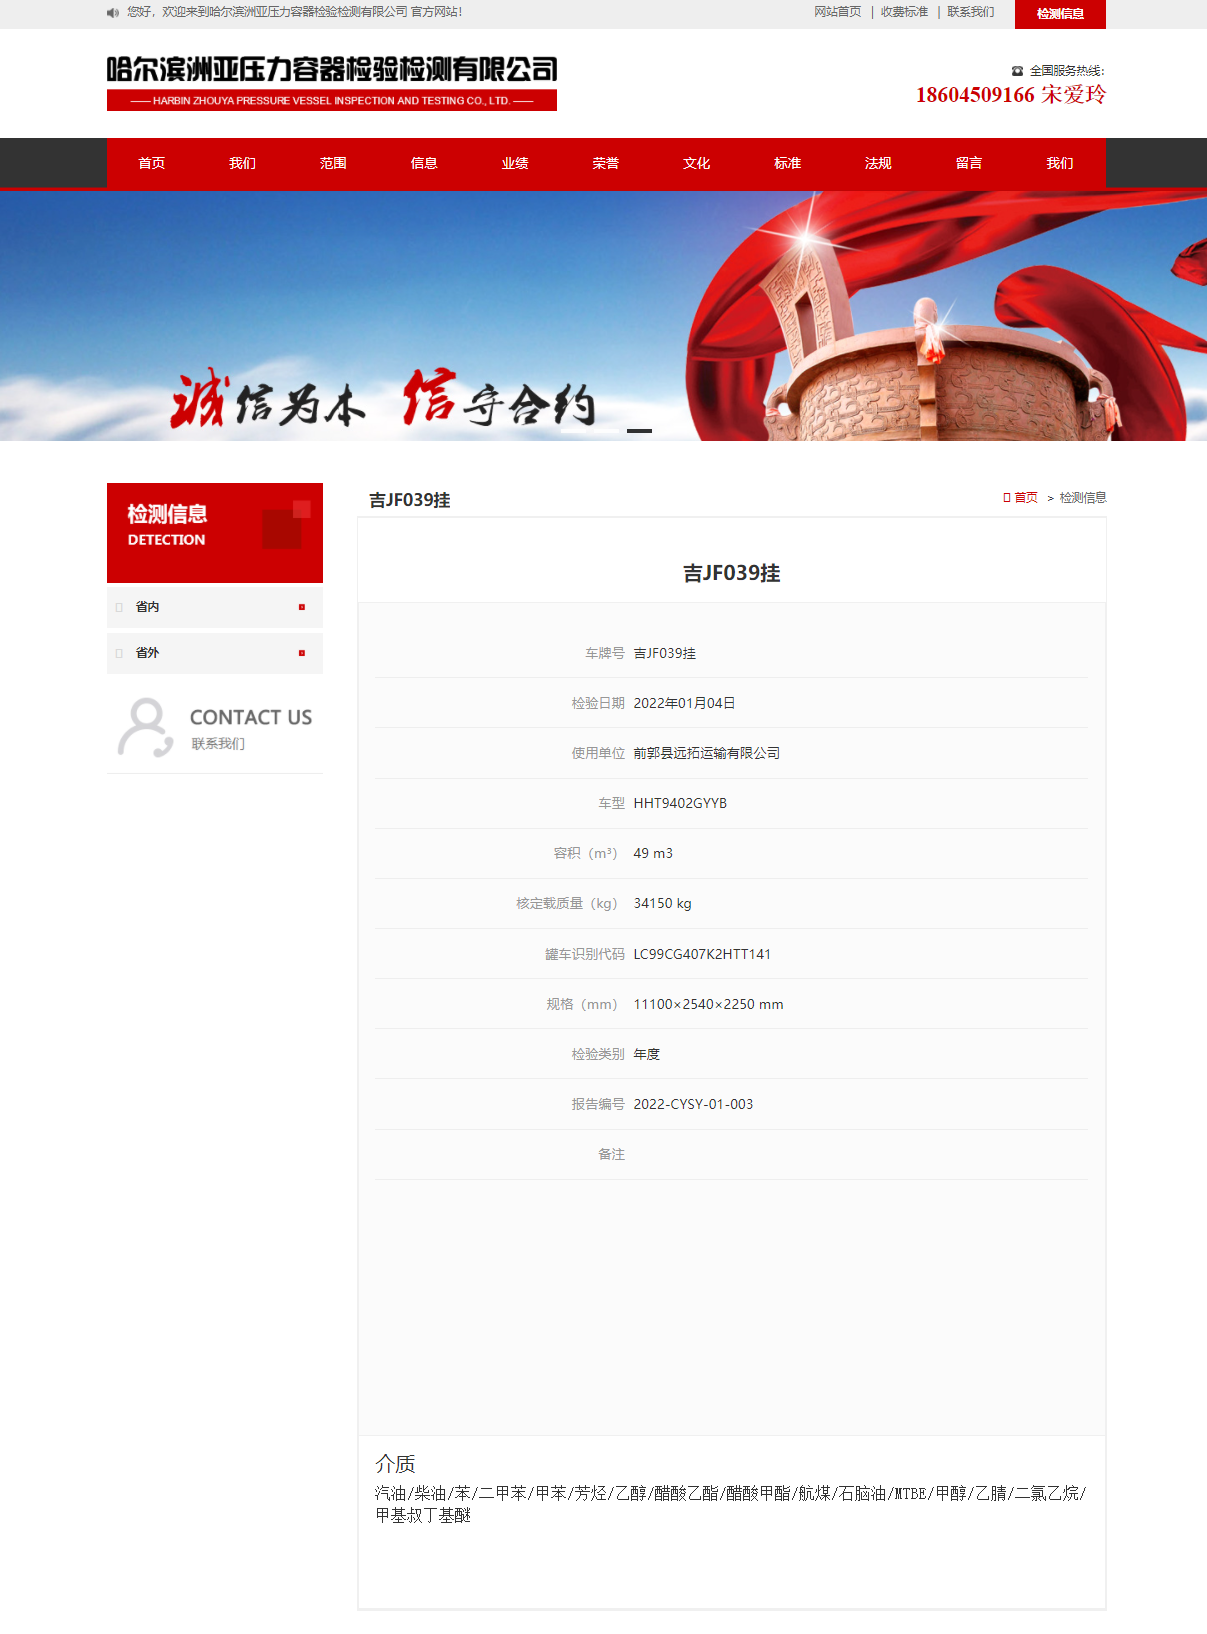 您好，欢迎来到哈尔滨洲亚压力容器检验检测有限公司 官方网站！
网站首页 | 收费标准 | 联系我们
检测信息
哈尔滨洲亚压力容器检验检测有限公司
—— HARBIN ZHOUYA PRESSURE VESSEL INSPECTION AND TESTING CO., LTD. ——
全国服务热线：
18604509166 宋爱玲
首页 我们 范围 信息 业绩 荣誉 文化 标准 法规 留言 我们
诚信为本 信守合约
检测信息
DETECTION
省内
省外
CONTACT US
联系我们
吉JF039挂
首页 > 检测信息
吉JF039挂
车牌号 吉JF039挂
检验日期 2022年01月04日
使用单位 前郭县远拓运输有限公司
车型 HHT9402GYYB
容积（m³） 49 m3
核定载质量（kg） 34150 kg
罐车识别代码 LC99CG407K2HTT141
规格（mm） 11100×2540×2250 mm
检验类别 年度
报告编号 2022-CYSY-01-003
备注
介质
汽油/柴油/苯/二甲苯/甲苯/芳烃/乙醇/醋酸乙酯/醋酸甲酯/航煤/石脑油/MTBE/甲醇/乙腈/二氯乙烷/
甲基叔丁基醚